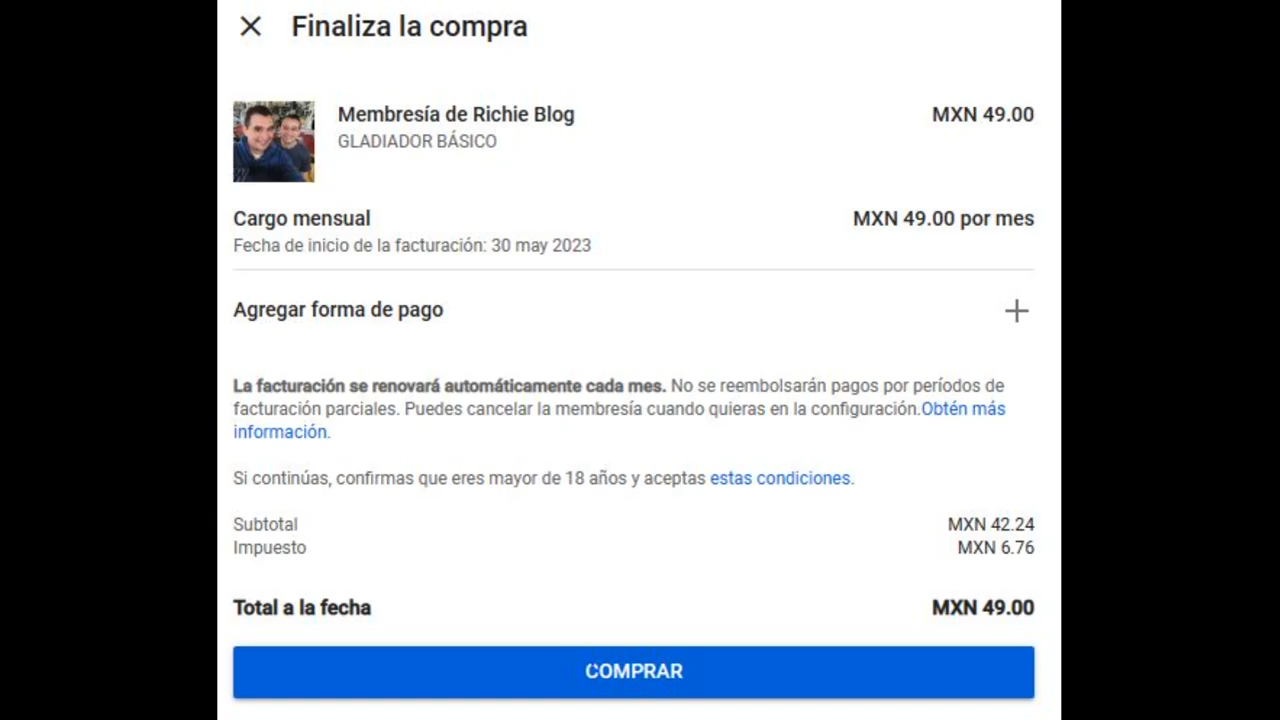 Finaliza la compra
Membresía de Richie Blog
MXN 49.00
GLADIADOR BÁSICO
Cargo mensual
MXN 49.00 por mes
Fecha de inicio de la facturación: 30 may 2023
Agregar forma de pago
La facturación se renovará automáticamente cada mes. No se reembolsarán pagos por períodos de
facturación parciales. Puedes cancelar la membresía cuando quieras en la configuración.Obtén más
información.
Si continúas, confirmas que eres mayor de 18 años y aceptas estas condiciones.
Subtotal
MXN 42.24
Impuesto
MXN 6.76
Total a la fecha
MXN 49.00
COMPRAR